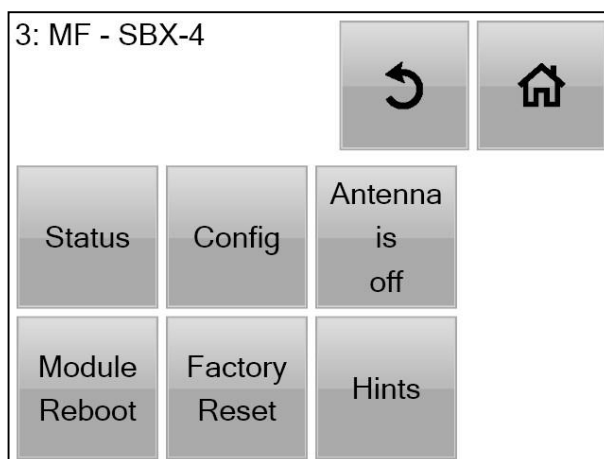 3: MF - SBX-4
Status
Config
Antenna
is
off
Module
Reboot
Factory
Reset
Hints